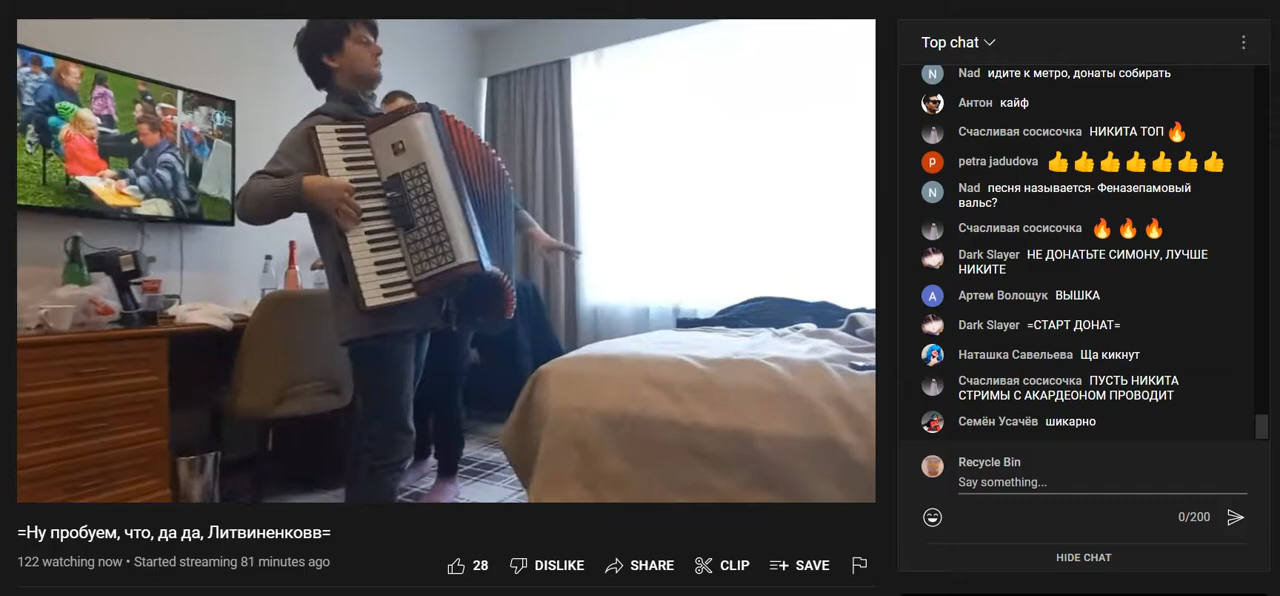 Top chat
Nad идите к метро, донаты собирать
Антон кайф
Счасливая сосисочка НИКИТА ТОП 🔥
petra jadudova 👍👍👍👍👍👍👍
Nad песня называется- Феназепамовый
вальс?
Счасливая сосисочка 🔥🔥🔥
Dark Slayer НЕ ДОНАТЬТЕ СИМОНУ, ЛУЧШЕ
НИКИТЕ
Артем Волощук ВЫШКА
Dark Slayer =СТАРТ ДОНАТ=
Наташка Савельева Ща кикнут
Счасливая сосисочка ПУСТЬ НИКИТА
СТРИМЫ С АКАРДЕОНОМ ПРОВОДИТ
Семён Усачёв шикарно
Recycle Bin
Say something...
0/200
HIDE CHAT
=Ну пробуем, что, да да, Литвиненковв=
122 watching now • Started streaming 81 minutes ago
28 DISLIKE SHARE CLIP SAVE